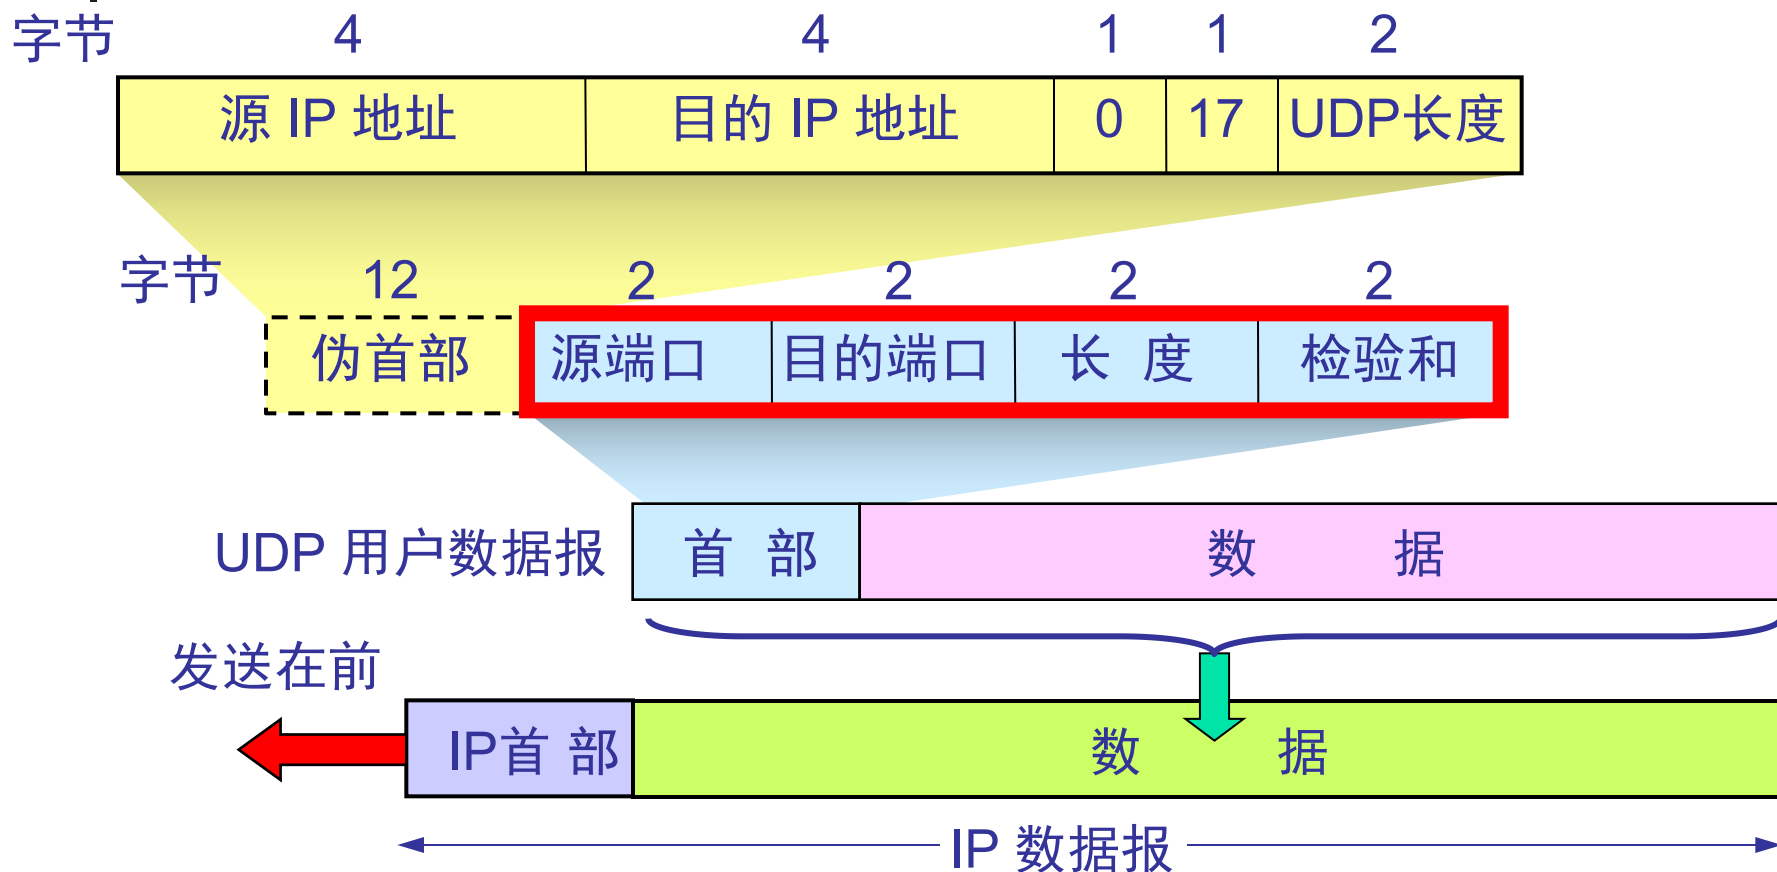 字节 4 4 1 1 2
源 IP 地址 目的 IP 地址 0 17 UDP长度
字节 12 2 2 2 2
伪首部 源端口 目的端口 长 度 检验和
UDP 用户数据报 首 部 数 据
发送在前
IP首 部 数 据
IP 数据报